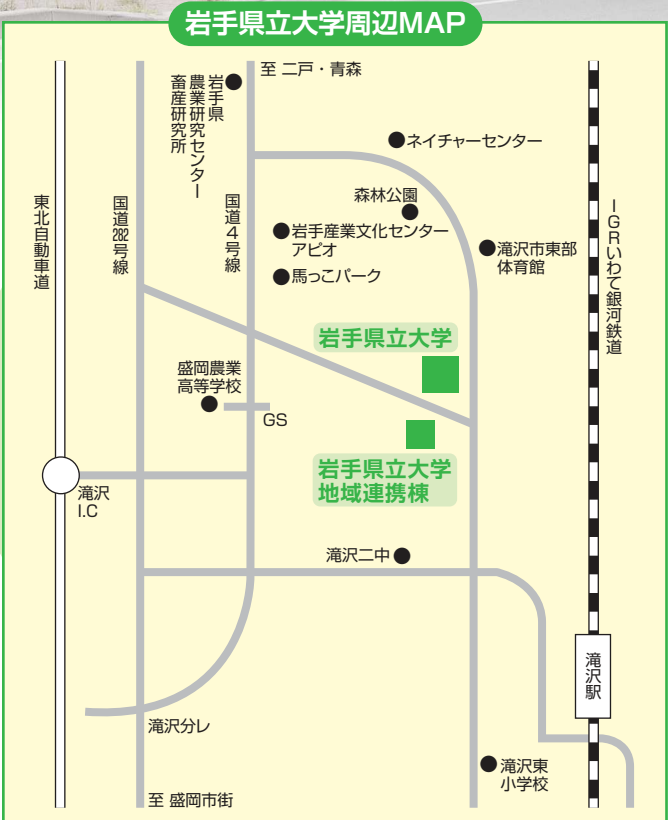 岩手県立大学周辺MAP
至 二戸・青森
岩手県
農業研究センター
畜産研究所
ネイチャーセンター
森林公園
東北自動車道
国道282号線
国道4号線
岩手産業文化センター
アピオ
滝沢市東部
体育館
IGRいわて銀河鉄道
馬っこパーク
岩手県立大学
盛岡農業
高等学校
GS
岩手県立大学
地域連携棟
滝沢
I.C
滝沢二中
滝沢駅
滝沢分レ
滝沢東
小学校
至 盛岡市街